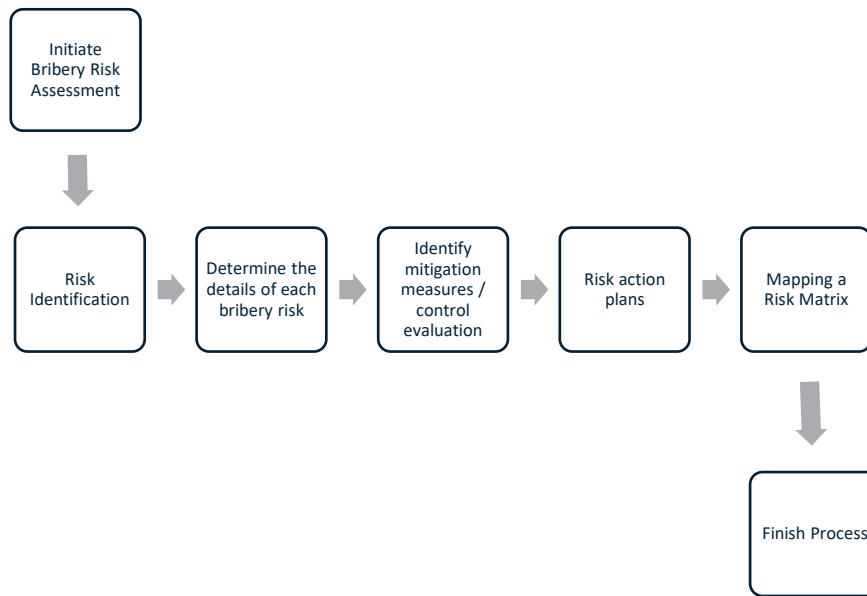 Initiate
Bribery Risk
Assessment
Risk
Identification
Determine the
details of each
bribery risk
Identify
mitigation
measures /
control
evaluation
Risk action
plans
Mapping a
Risk Matrix
Finish Process